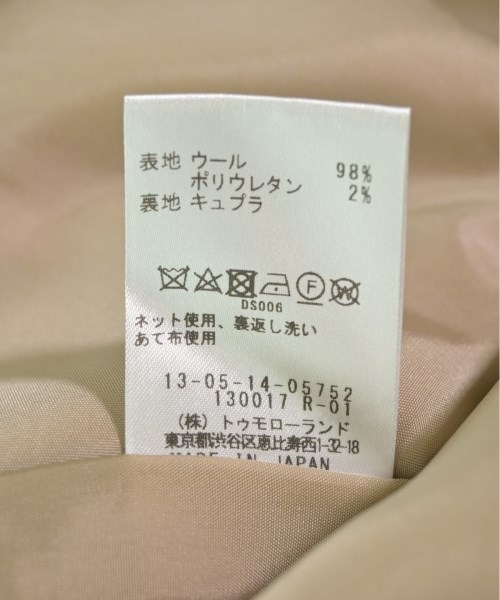 表地 ウール 98%
ポリウレタン 2%
裏地 キュプラ
F W
DS006
ネット使用、裏返し洗い
あて布使用
13-05-14-05752
130017 R-01
(株) トゥモローランド
東京都渋谷区恵比寿西1-32-18
MADE IN JAPAN